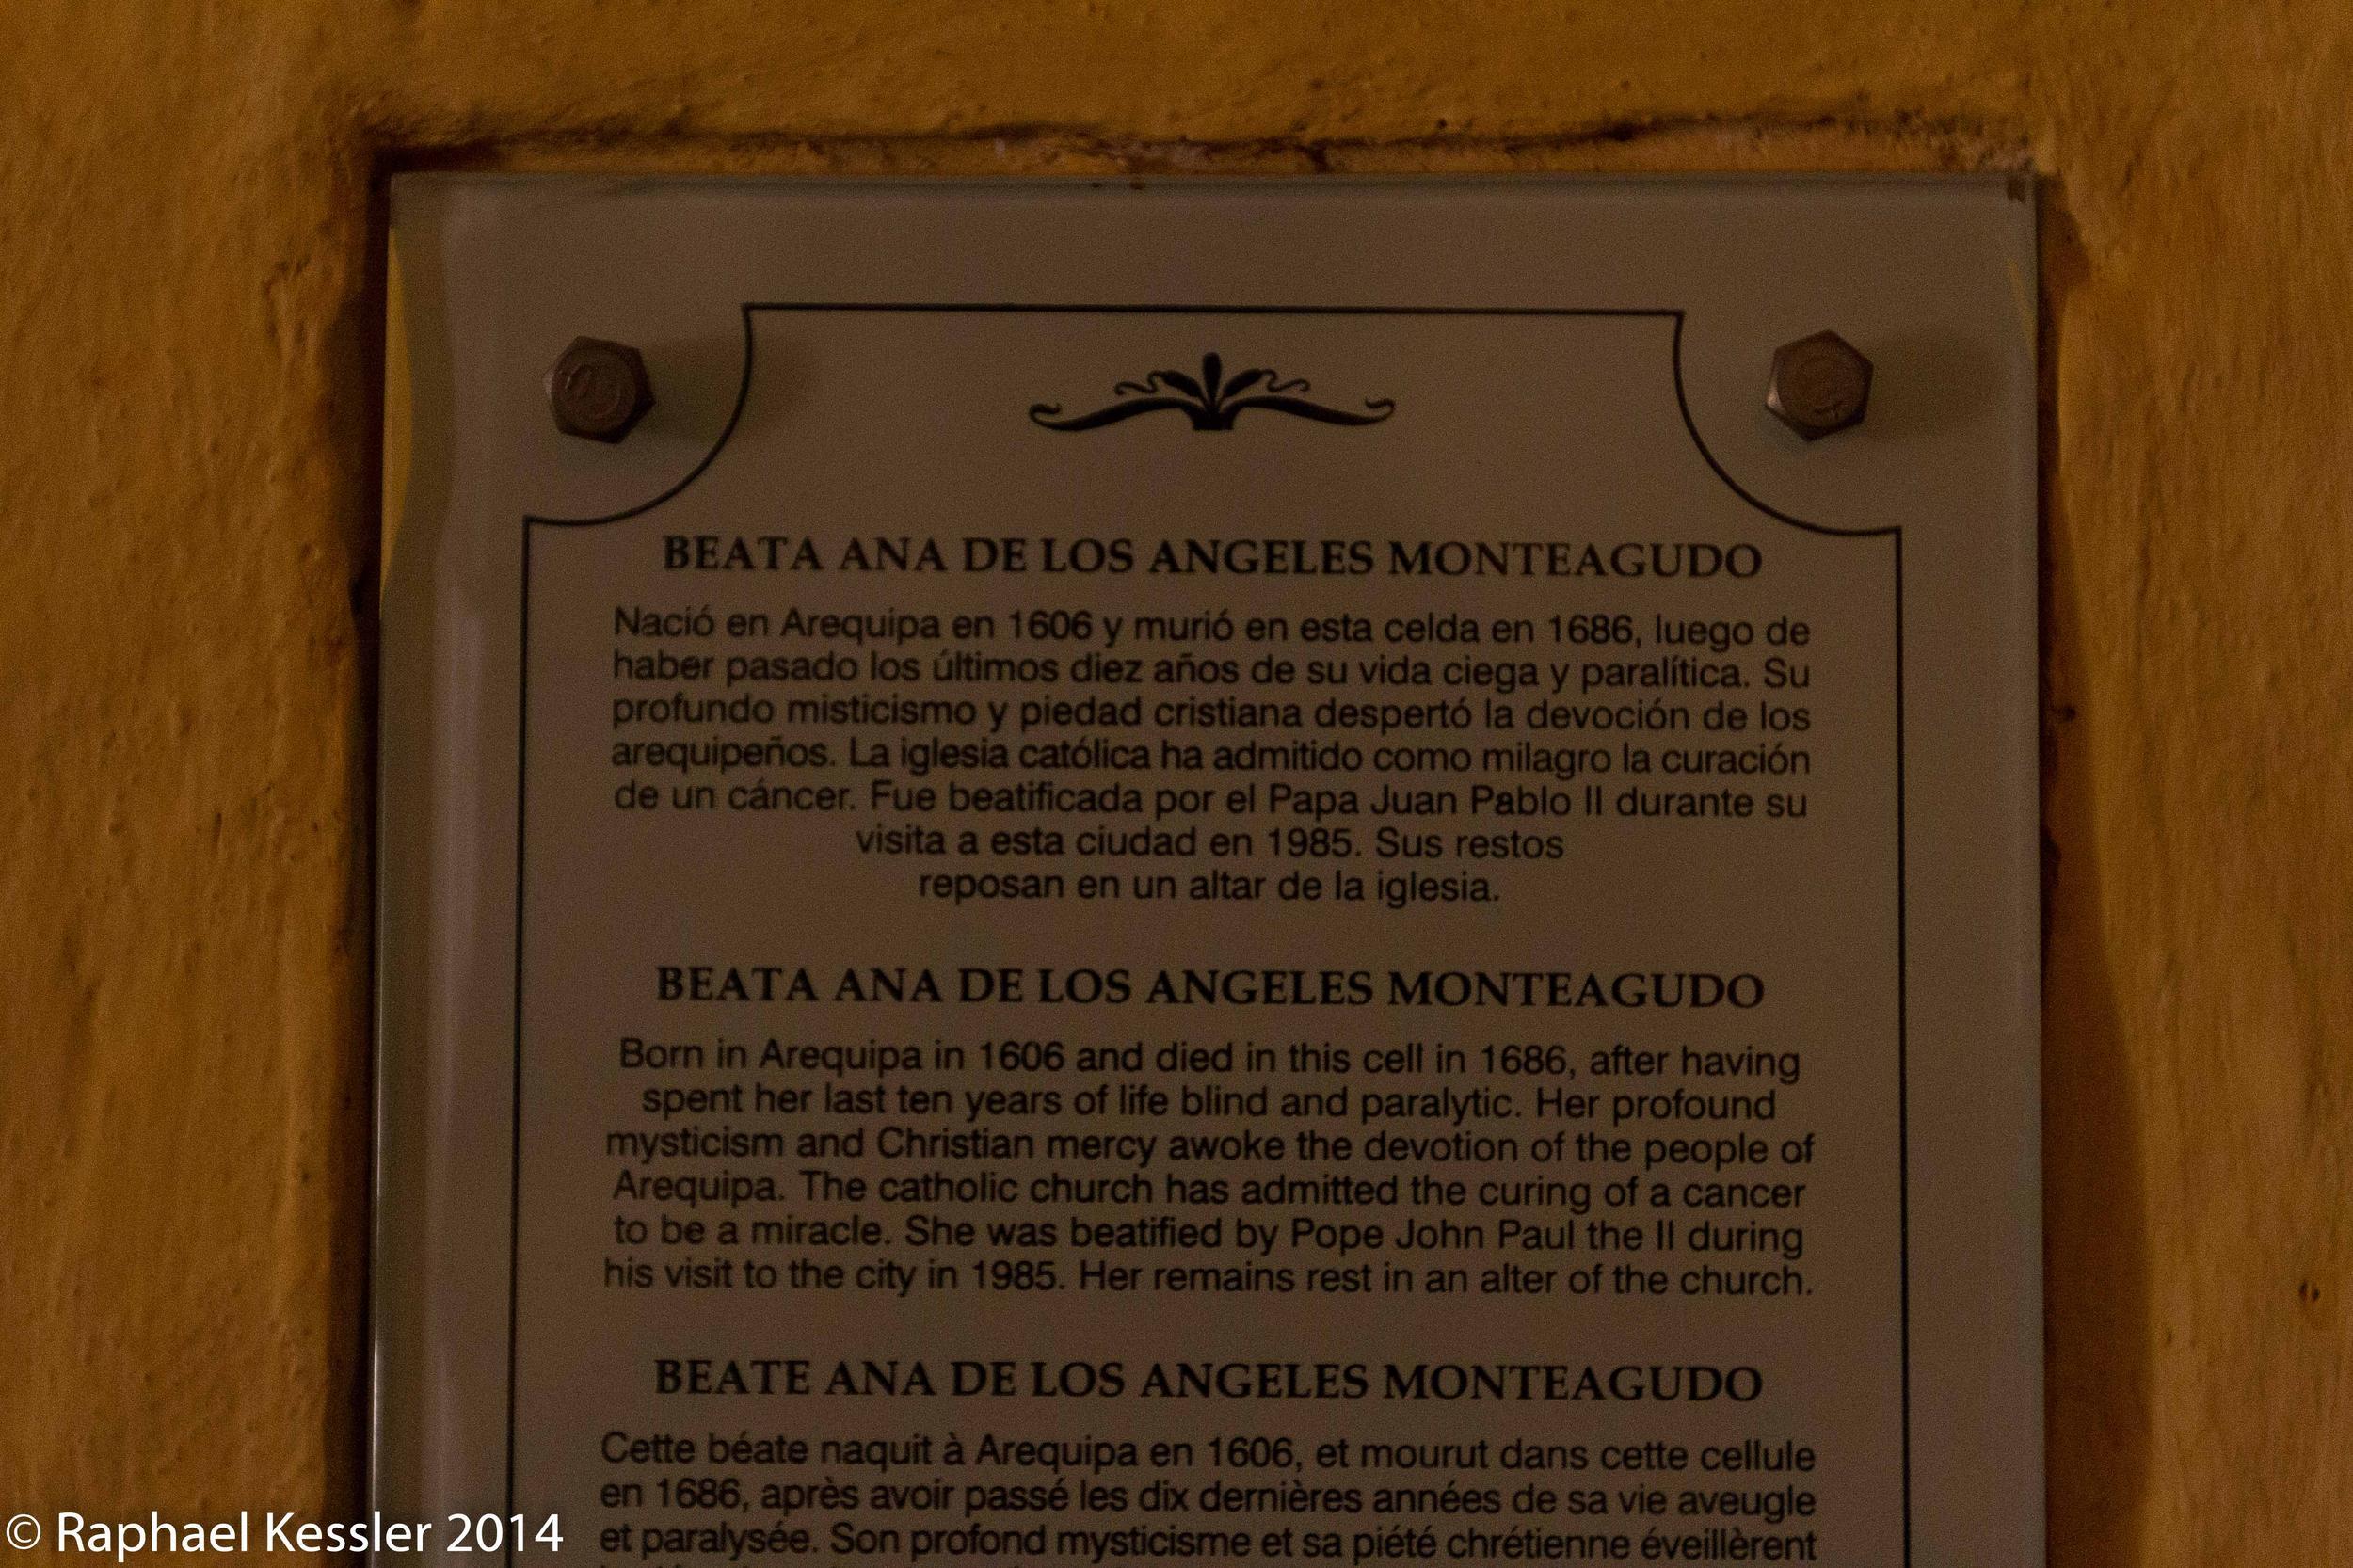 BEATA ANA DE LOS ANGELES MONTEAGUDO
Nació en Arequipa en 1606 y murió en esta celda en 1686, luego de
haber pasado los últimos diez años de su vida ciega y paralítica. Su
profundo misticismo y piedad cristiana despertó la devoción de los
arequipeños. La iglesia católica ha admitido como milagro la curación
de un cáncer. Fue beatificada por el Papa Juan Pablo II durante su
visita a esta ciudad en 1985. Sus restos
reposan en un altar de la iglesia.
BEATA ANA DE LOS ANGELES MONTEAGUDO
Born in Arequipa in 1606 and died in this cell in 1686, after having
spent her last ten years of life blind and paralytic. Her profound
mysticism and Christian mercy awoke the devotion of the people of
Arequipa. The catholic church has admitted the curing of a cancer
to be a miracle. She was beatified by Pope John Paul the II during
his visit to the city in 1985. Her remains rest in an alter of the church.
BEATE ANA DE LOS ANGELES MONTEAGUDO
Cette béate naquit à Arequipa en 1606, et mourut dans cette cellule
en 1686, après avoir passé les dix dernières années de sa vie aveugle
et paralysée. Son profond mysticisme et sa piété chrétienne éveillèrent
© Raphael Kessler 2014